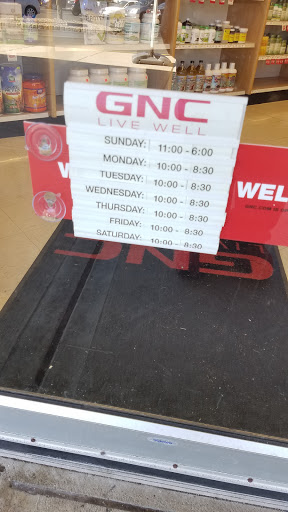 GNC
LIVE WELL
SUNDAY: 11:00 - 6:00
MONDAY: 10:00 - 8:30
TUESDAY: 10:00 - 8:30
WEDNESDAY: 10:00 - 8:30
THURSDAY: 10:00 - 8:30
FRIDAY: 10:00 - 8:30
SATURDAY: 10:00 - 8:30
W
WEL
GNC